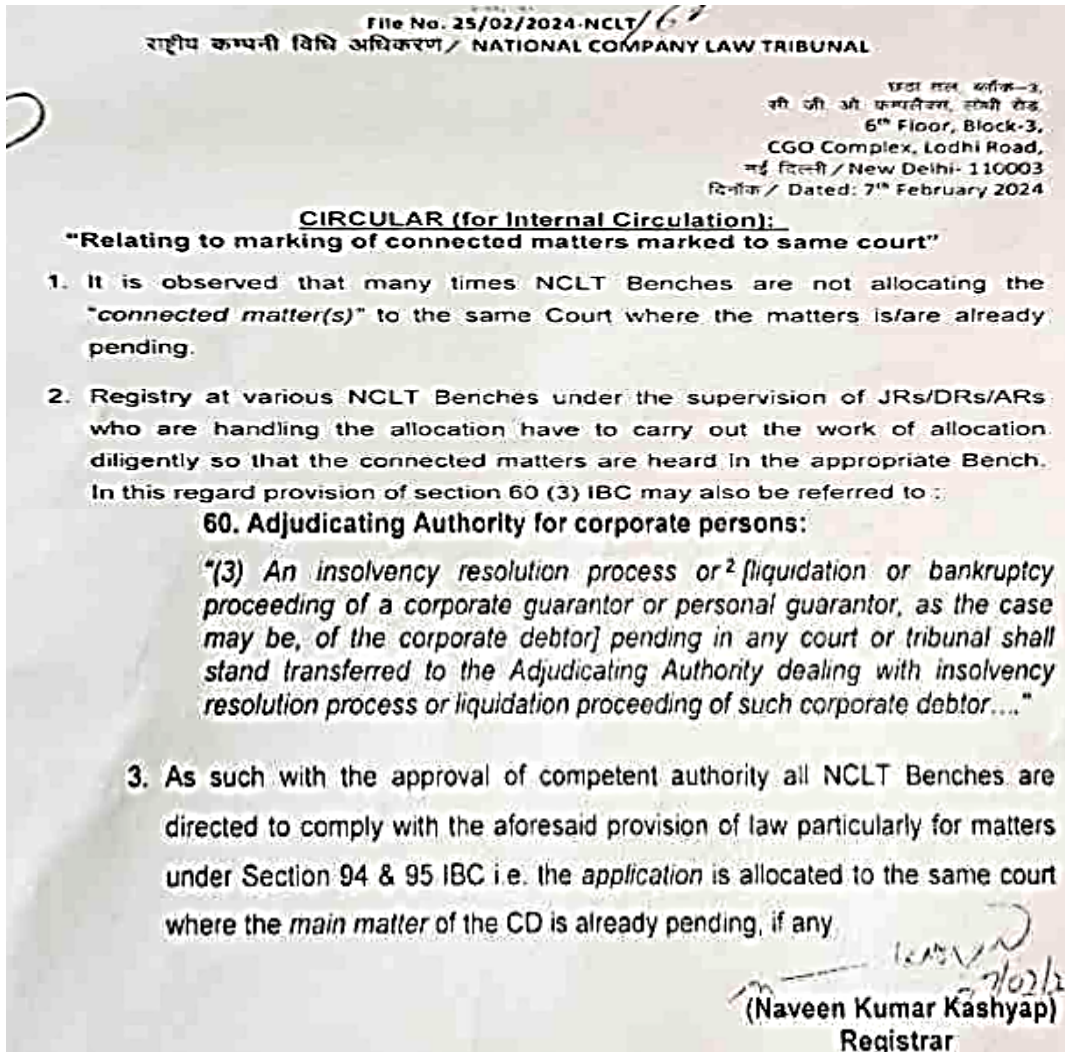 File No. 25/02/2024-NCLT/
राष्ट्रीय कम्पनी विधि अधिकरण/ NATIONAL COMPANY LAW TRIBUNAL
छठा तल, ब्लॉक-3,
सी जी ओ कम्पलैक्स, लोधी रोड,
6th Floor, Block-3,
CGO Complex, Lodhi Road,
नई दिल्ली / New Delhi- 110003
दिनाँक / Dated: 7th February 2024
CIRCULAR (for Internal Circulation):
"Relating to marking of connected matters marked to same court"
1. It is observed that many times NCLT Benches are not allocating the
"connected matter(s)" to the same Court where the matters is/are already
pending.
2. Registry at various NCLT Benches under the supervision of JRs/DRs/ARs
who are handling the allocation have to carry out the work of allocation
diligently so that the connected matters are heard in the appropriate Bench.
In this regard provision of section 60 (3) IBC may also be referred to :
60. Adjudicating Authority for corporate persons:
"(3) An insolvency resolution process or 2 [liquidation or bankruptcy
proceeding of a corporate guarantor or personal guarantor, as the case
may be, of the corporate debtor] pending in any court or tribunal shall
stand transferred to the Adjudicating Authority dealing with insolvency
resolution process or liquidation proceeding of such corporate debtor...."
3. As such with the approval of competent authority all NCLT Benches are
directed to comply with the aforesaid provision of law particularly for matters
under Section 94 & 95 IBC i.e. the application is allocated to the same court
where the main matter of the CD is already pending, if any
(Naveen Kumar Kashyap)
Registrar